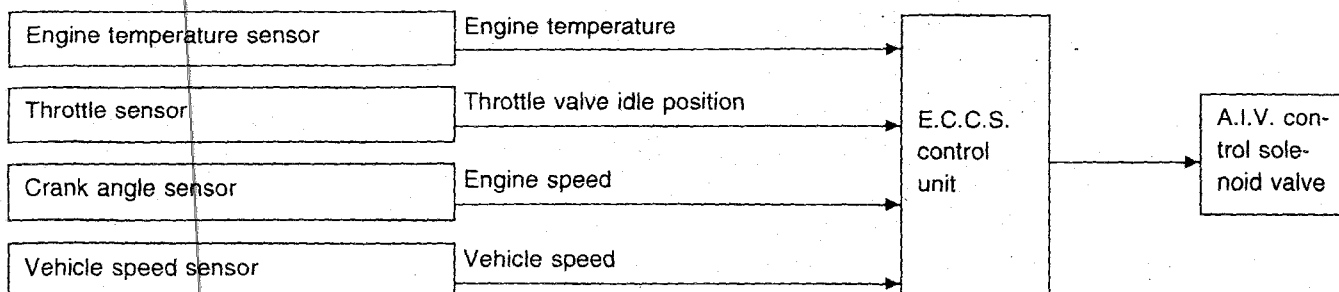 Engine temperature sensor
Engine temperature
Throttle sensor
Throttle valve idle position
Crank angle sensor
Engine speed
Vehicle speed sensor
Vehicle speed
E.C.C.S.
control
unit
A.I.V. con-
trol sole-
noid valve